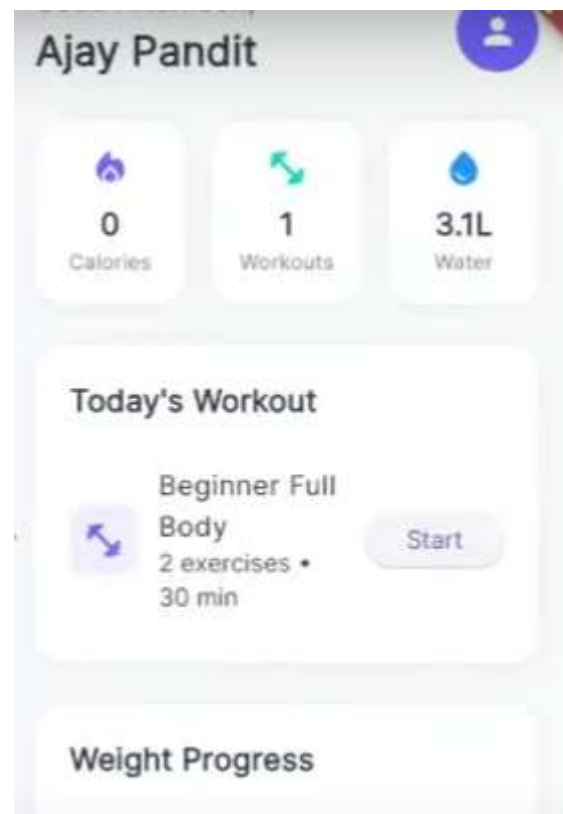 Ajay Pandit
0
Calories
1
Workouts
3.1L
Water
Today's Workout
Beginner Full
Body
2 exercises •
30 min
Start
Weight Progress